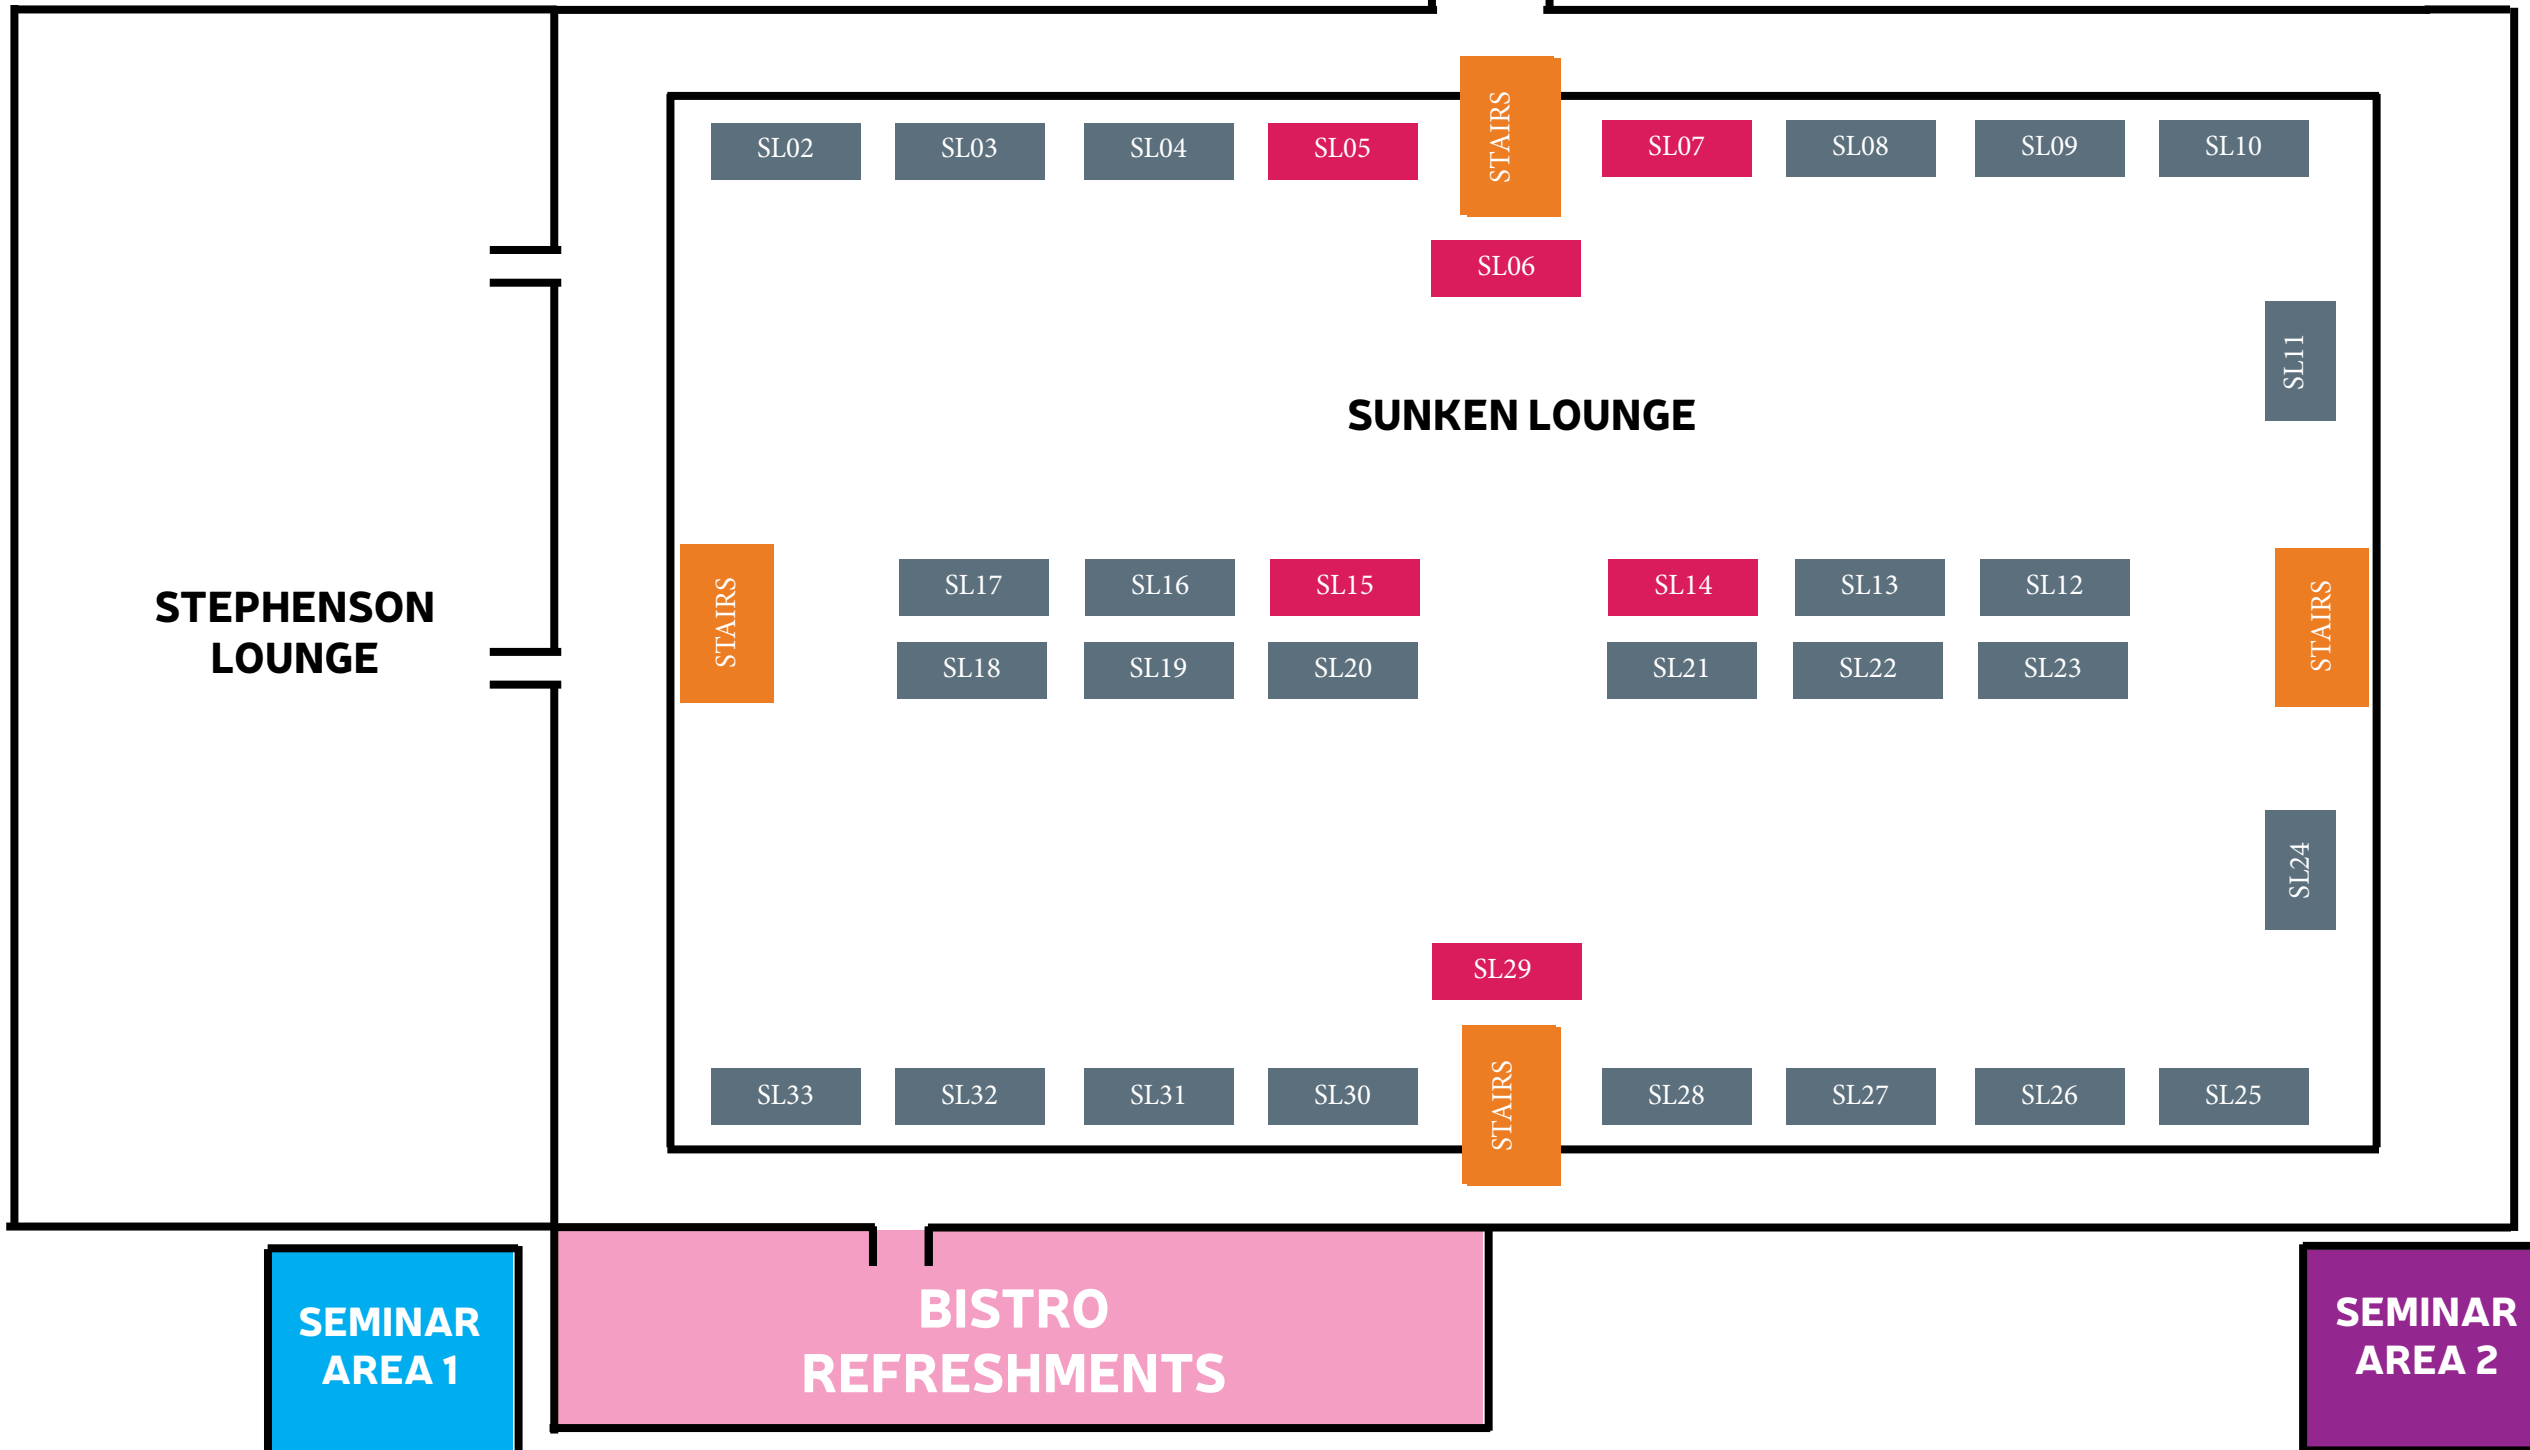 STAIRS
SL02 SL03 SL04 SL05 SL07 SL08 SL09 SL10
SL06
SL11
SUNKEN LOUNGE
STEPHENSON
LOUNGE
STAIRS
SL17 SL16 SL15 SL14 SL13 SL12
STAIRS
SL18 SL19 SL20 SL21 SL22 SL23
SL24
SL29
SL33 SL32 SL31 SL30 SL28 SL27 SL26 SL25
STAIRS
SEMINAR
AREA 1
BISTRO
REFRESHMENTS
SEMINAR
AREA 2